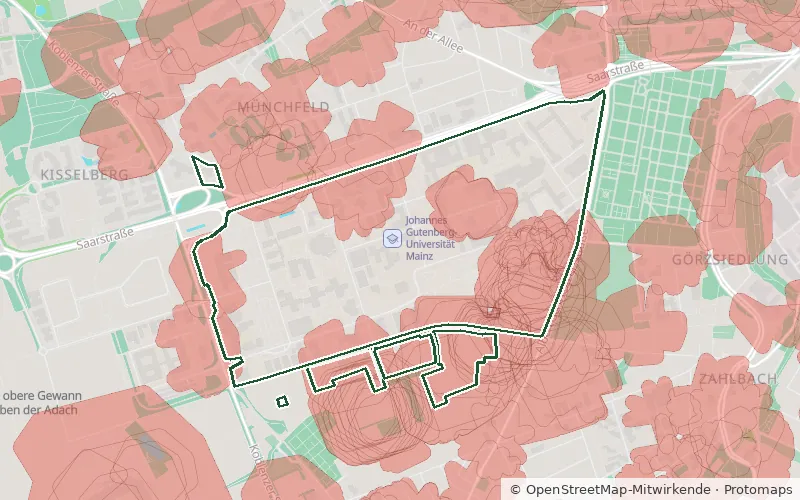 An der Allee
Koblenzer Straße
Saarstraße
MÜNCHFELD
KISSELBERG
Johannes
Gutenberg-
Universität
Mainz
Saarstraße
GÖRZSIEDLUNG
ZAHLBACH
obere Gewann
ben der Adach
Koblenze
© OpenStreetMap-Mitwirkende · Protomaps